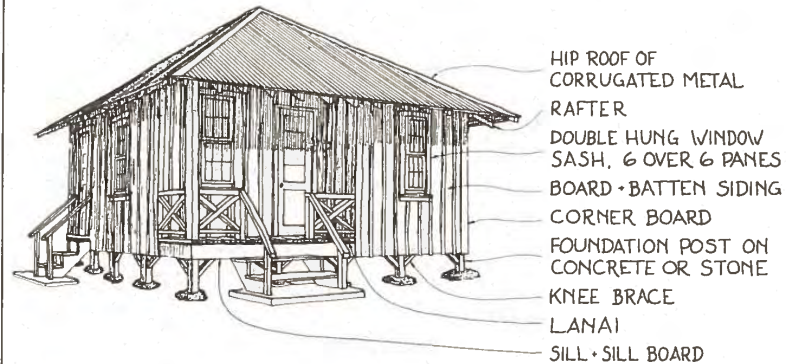 HIP ROOF OF
CORRUGATED METAL
RAFTER
DOUBLE HUNG WINDOW
SASH, 6 OVER 6 PANES
BOARD + BATTEN SIDING
CORNER BOARD
FOUNDATION POST ON
CONCRETE OR STONE
KNEE BRACE
LANAI
SILL + SILL BOARD